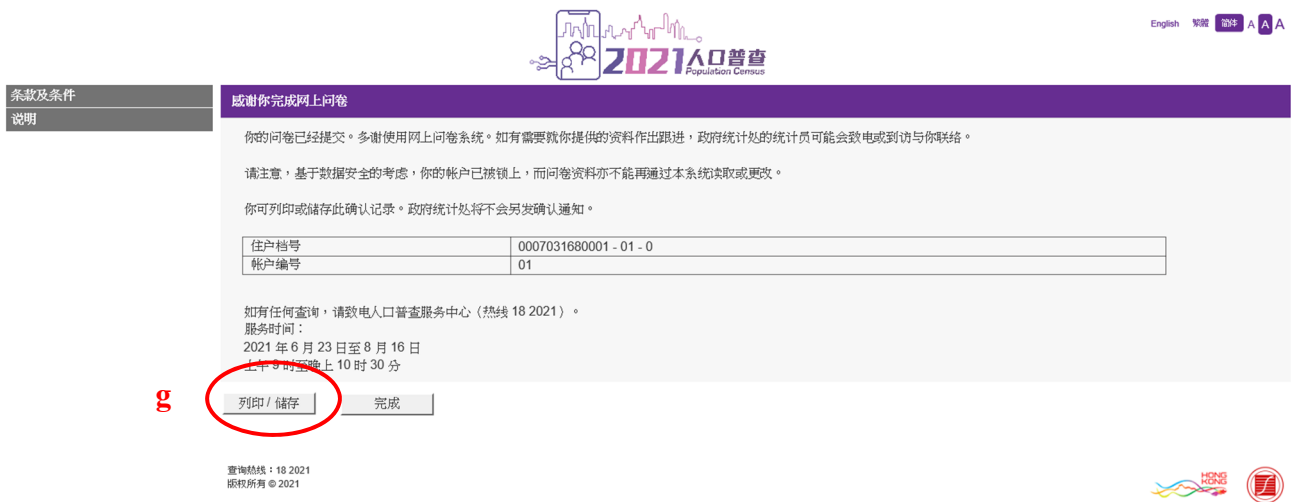 2021人口普查
Population Census
English 繁體 简体 A A A
条款及条件
说明
感谢你完成网上问卷
你的问卷已经提交。多谢使用网上问卷系统。如有需要就你提供的资料作出跟进，政府统计处的统计员可能会致电或到访与你联络。
请注意，基于数据安全的考虑，你的帐户已被锁上，而问卷资料亦不能再通过本系统读取或更改。
你可列印或储存此确认记录。政府统计处将不会另发确认通知。
住户档号 0007031680001 - 01 - 0
帐户编号 01
如有任何查询，请致电人口普查服务中心（热线 18 2021）。
服务时间：
2021 年 6 月 23 日至 8 月 16 日
上午 9 时至晚上 10 时 30 分
g
列印 / 储存 完成
查询热线：18 2021
版权所有 © 2021
HONG
KONG